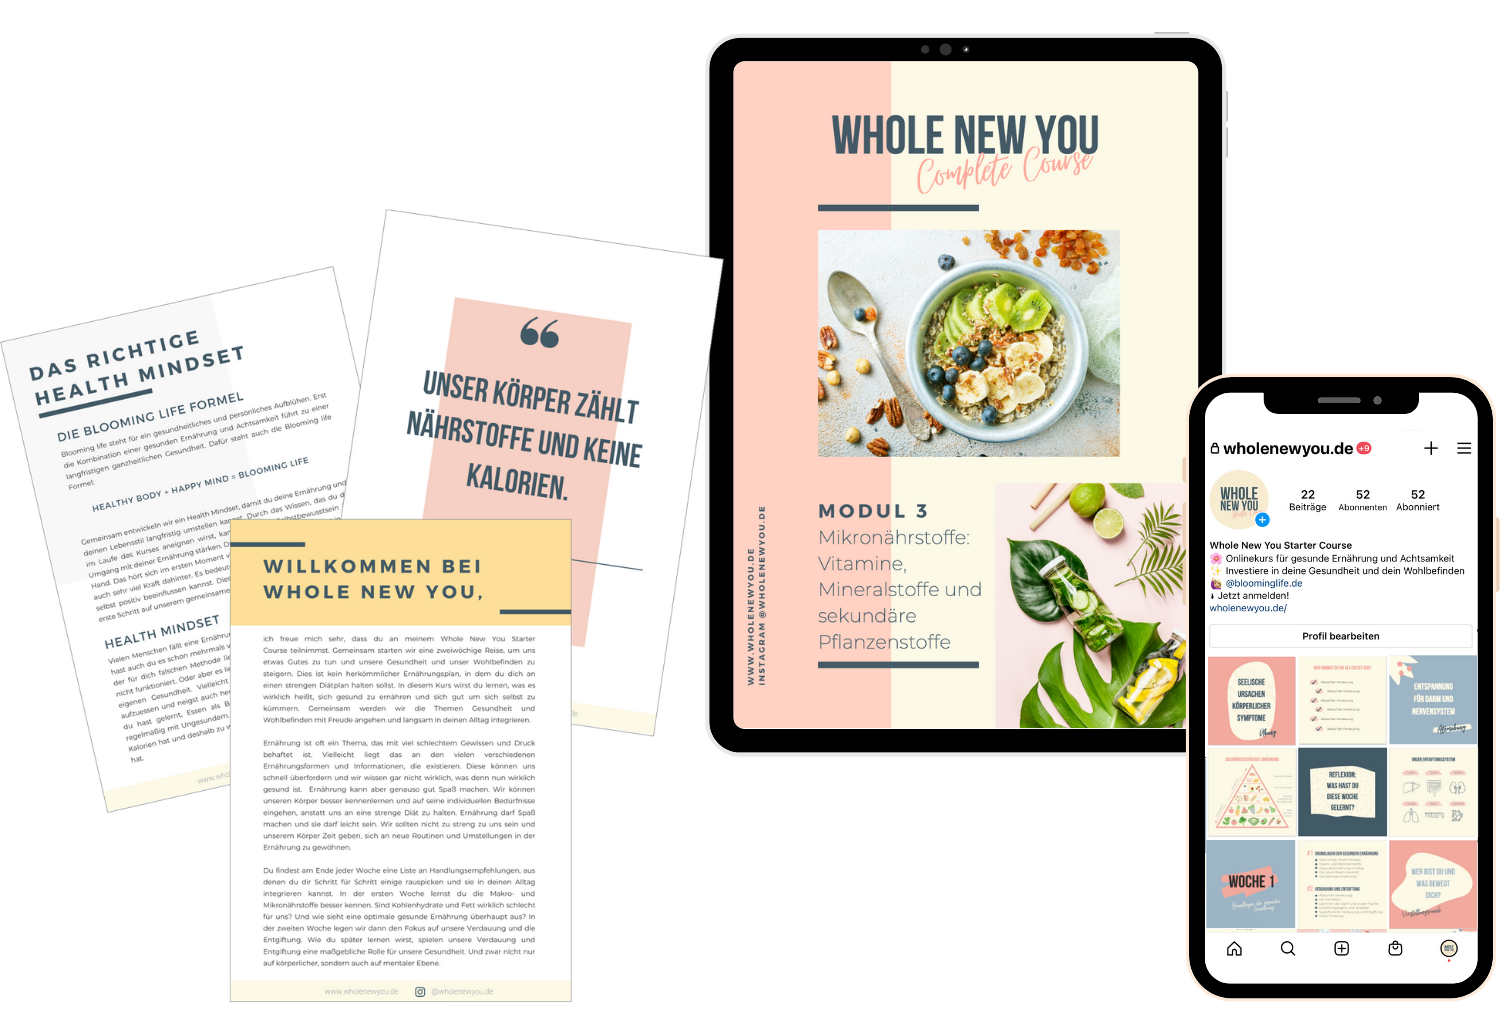 DAS RICHTIGE
HEALTH MINDSET
DIE BLOOMING LIFE FORMEL
Blooming life steht für ein gesundheitliches und persönliches Aufblühen. Erst
die Kombination einer gesunden Ernährung und Achtsamkeit führt zu einer
langfristigen ganzheitlichen Gesundheit. Dafür steht auch die Blooming life
Formel:
HEALTHY BODY + HAPPY MIND = BLOOMING LIFE
Gemeinsam entwickeln wir ein Health Mindset, damit du deine Ernährung und
deinen Lebensstil langfristig umstellen kannst. Durch das Wissen, das du d
im Laufe des Kurses aneignen wirst, kan
Umgang mit deiner Ernährung stärken. D
Hand. Das hört sich im ersten Moment v
auch sehr viel Kraft dahinter. Es bedeut
selbst positiv beeinflussen kannst. Dies
erste Schritt auf unserem gemeinsame
HEALTH MINDSET
Vielen Menschen fällt eine Ernähru
hast auch du es schon mehrmals v
der für dich falschen Methode lie
nicht funktioniert. Oder aber es lie
eigenen Gesundheit. Vielleicht
aufzuessen und neigst auch he
du hast gelernt, Essen als B
regelmäßig mit Ungesundem.
Kalorien hat und deshalb zu w
hat.
www.whol
“
UNSER KÖRPER ZÄHLT
NÄHRSTOFFE UND KEINE
KALORIEN.
de
WILLKOMMEN BEI
WHOLE NEW YOU,
ich freue mich sehr, dass du an meinem Whole New You Starter
Course teilnimmst. Gemeinsam starten wir eine zweiwöchige Reise, um uns
etwas Gutes zu tun und unsere Gesundheit und unser Wohlbefinden zu
steigern. Dies ist kein herkömmlicher Ernährungsplan, in dem du dich an
einen strengen Diätplan halten sollst. In diesem Kurs wirst du lernen, was es
wirklich heißt, sich gesund zu ernähren und sich gut um sich selbst zu
kümmern. Gemeinsam werden wir die Themen Gesundheit und
Wohlbefinden mit Freude angehen und langsam in deinen Alltag integrieren.
Ernährung ist oft ein Thema, das mit viel schlechtem Gewissen und Druck
behaftet ist. Vielleicht liegt das an den vielen verschiedenen
Ernährungsformen und Informationen, die existieren. Diese können uns
schnell überfordern und wir wissen gar nicht wirklich, was denn nun wirklich
gesund ist. Ernährung kann aber genauso gut Spaß machen. Wir können
unseren Körper besser kennenlernen und auf seine individuellen Bedürfnisse
eingehen, anstatt uns an eine strenge Diät zu halten. Ernährung darf Spaß
machen und sie darf leicht sein. Wir sollten nicht zu streng zu uns sein und
unserem Körper Zeit geben, sich an neue Routinen und Umstellungen in der
Ernährung zu gewöhnen.
Du findest am Ende jeder Woche eine Liste an Handlungsempfehlungen, aus
denen du dir Schritt für Schritt einige rauspicken und sie in deinen Alltag
integrieren kannst. In der ersten Woche lernst du die Makro- und
Mikronährstoffe besser kennen. Sind Kohlenhydrate und Fett wirklich schlecht
für uns? Und wie sieht eine optimale gesunde Ernährung überhaupt aus? In
der zweiten Woche legen wir dann den Fokus auf unsere Verdauung und die
Entgiftung. Wie du später lernen wirst, spielen unsere Verdauung und
Entgiftung eine maßgebliche Rolle für unsere Gesundheit. Und zwar nicht nur
auf körperlicher, sondern auch auf mentaler Ebene.
www.wholenewyou.de @wholenewyou.de
WHOLE NEW YOU
Complete Course
MODUL 3
Mikronährstoffe:
Vitamine,
Mineralstoffe und
sekundäre
Pflanzenstoffe
WWW.WHOLENEWYOU.DE
INSTAGRAM @WHOLENEWYOU.DE
wholenewyou.de +9
WHOLE
NEW YOU
22 52 52
Beiträge Abonnenten Abonniert
Whole New You Starter Course
🌸 Onlinekurs für gesunde Ernährung und Achtsamkeit
✨ Investiere in deine Gesundheit und dein Wohlbefinden
@bloominglife.de
⬇ Jetzt anmelden!
wholenewyou.de/
Profil bearbeiten
SEELISCHE
URSACHEN
KÖRPERLICHER
SYMPTOME
Übung
ENTSPANNUNG
FÜR DARM UND
NERVENSYSTEM
Atemübung
REFLEXION:
WAS HAST DU
DIESE WOCHE
GELERNT?
UNSER ENTGIFTUNGSSYSTEM
WOCHE 1
Grundlagen der gesunden
Ernährung
#1 GRUNDLAGEN DER GESUNDEN ERNÄHRUNG
#2 VERDAUUNG UND ENTGIFTUNG
WER BIST DU UND
WAS BEWEGT
DICH?
Vorstellungsrunde